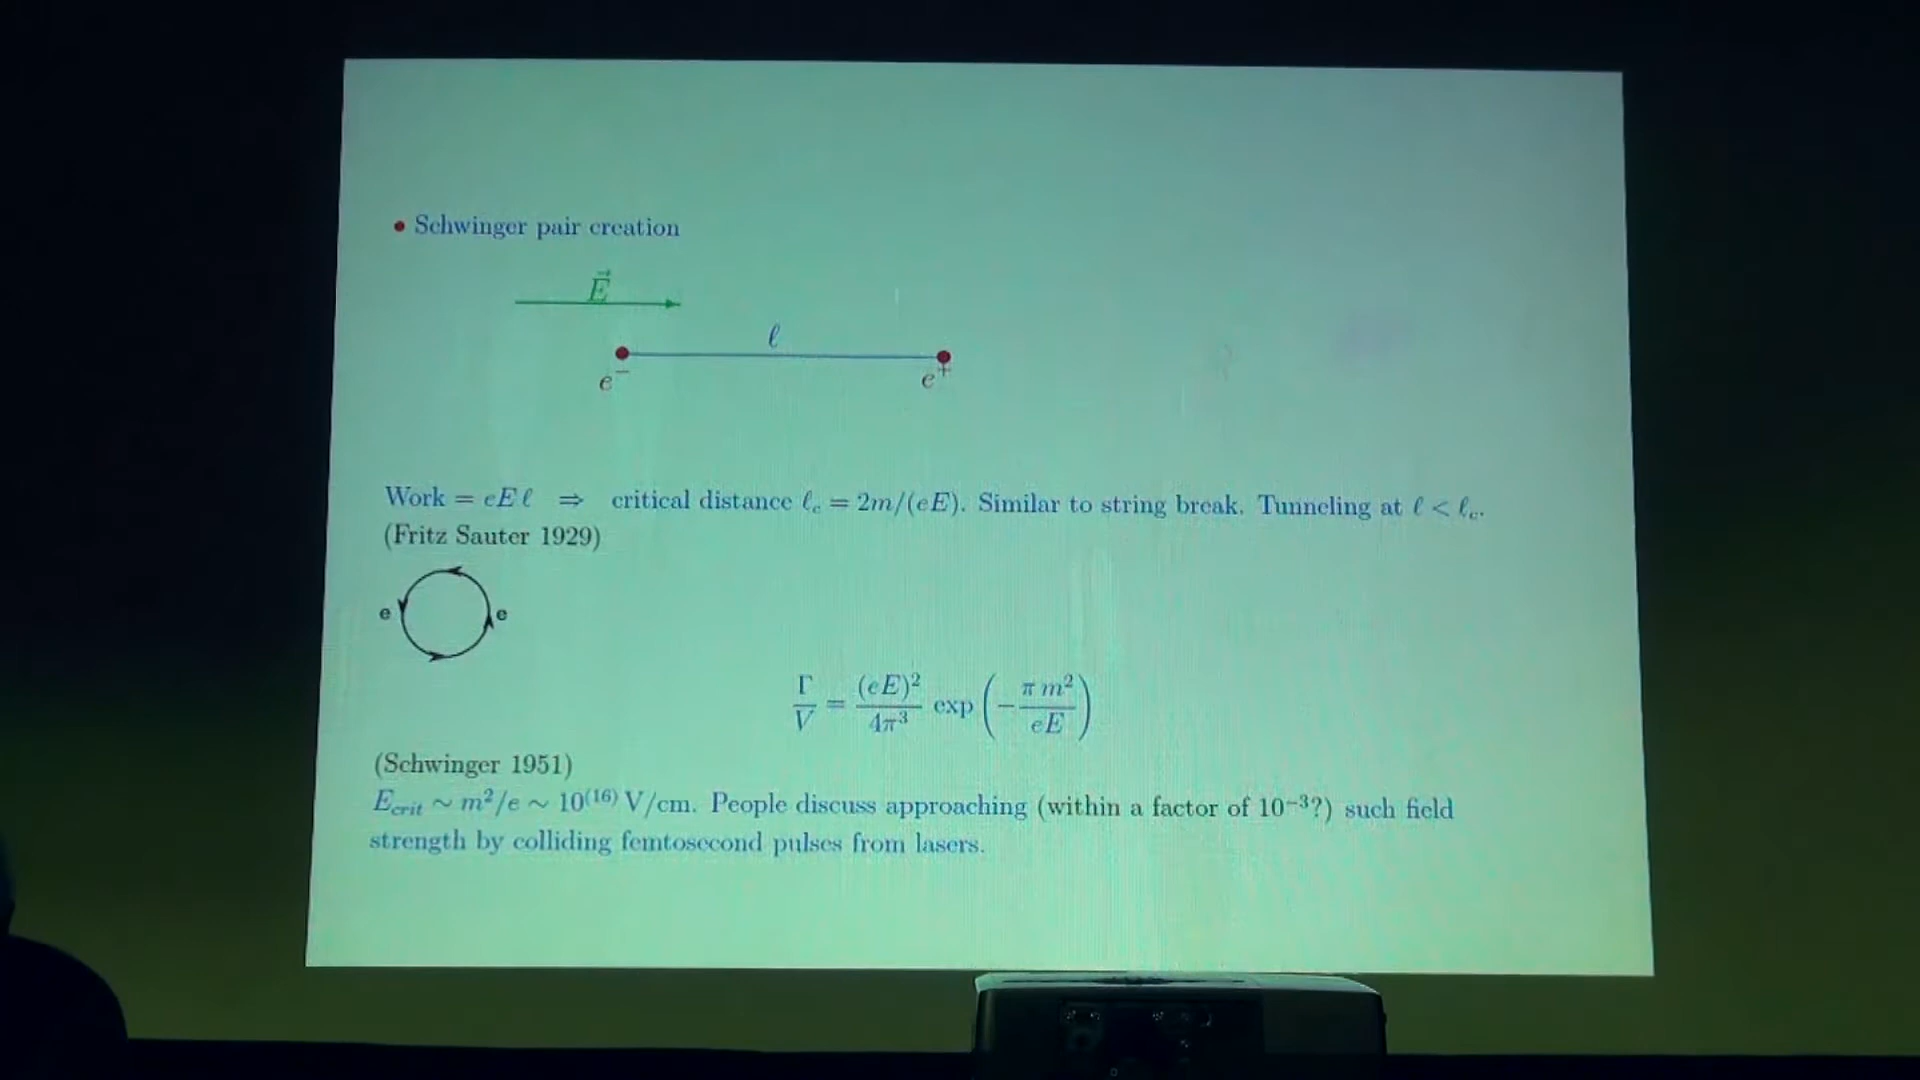 • Schwinger pair creation
E⃗
ℓ
e⁻ e⁺
Work = eEℓ ⇒ critical distance ℓ_c = 2m/(eE). Similar to string break. Tunneling at ℓ < ℓ_c.
(Fritz Sauter 1929)
e e
Γ/V = (eE)²/4π³ exp(−π m²/eE)
(Schwinger 1951)
E_crit ∼ m²/e ∼ 10⁽¹⁶⁾ V/cm. People discuss approaching (within a factor of 10⁻³?) such field
strength by colliding femtosecond pulses from lasers.